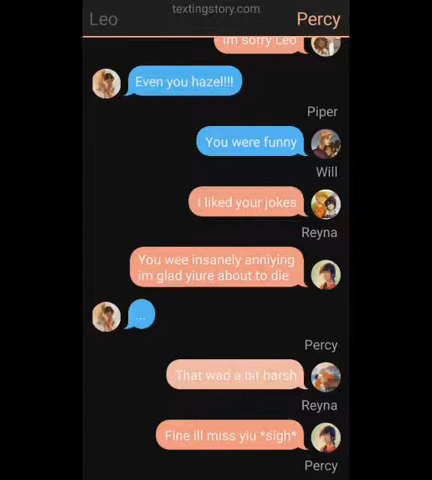 textingstory.com
Leo
Percy
Im sorry Leo
Even you hazel!!!
Piper
You were funny
Will
I liked your jokes
Reyna
You wee insanely anniying
im glad yiure about to die
...
Percy
That wad a bit harsh
Reyna
Fine ill miss yiu *sigh*
Percy